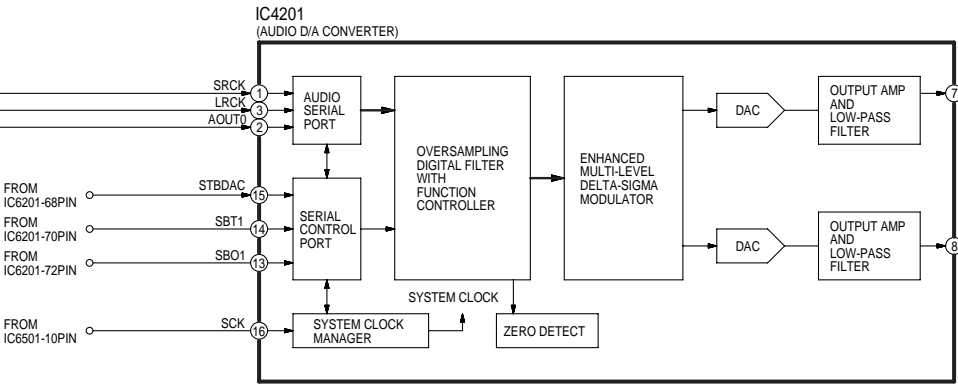 IC4201
(AUDIO D/A CONVERTER)
SRCK
1
LRCK
3
AOUT0
2
AUDIO
SERIAL
PORT
OVERSAMPLING
DIGITAL FILTER
WITH
FUNCTION
CONTROLLER
ENHANCED
MULTI-LEVEL
DELTA-SIGMA
MODULATOR
DAC
OUTPUT AMP
AND
LOW-PASS
FILTER
7
FROM
IC6201-68PIN
STBDAC
15
FROM
IC6201-70PIN
SBT1
14
FROM
IC6201-72PIN
SBO1
13
SERIAL
CONTROL
PORT
DAC
OUTPUT AMP
AND
LOW-PASS
FILTER
8
SYSTEM CLOCK
FROM
IC6501-10PIN
SCK
16
SYSTEM CLOCK
MANAGER
ZERO DETECT